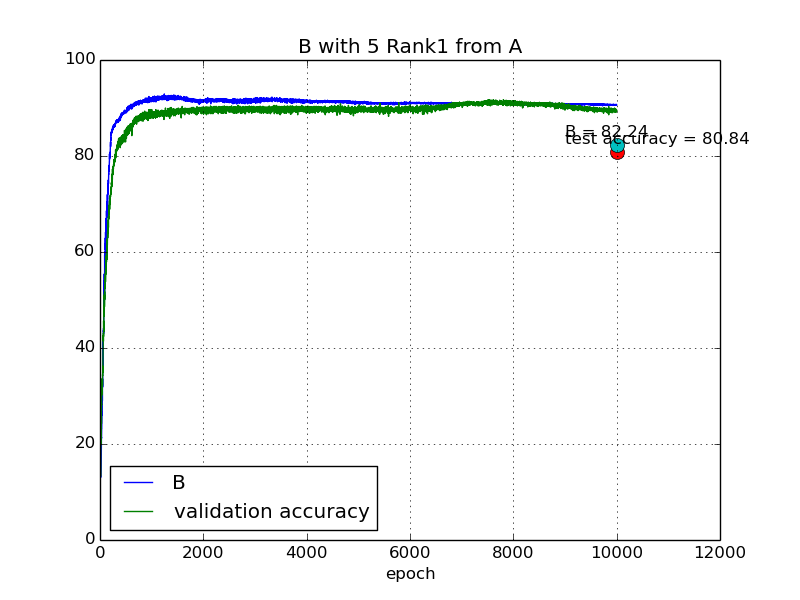 B with 5 Rank1 from A
100
80
60
40
20
0
B = 82.24
test accuracy = 80.84
B
validation accuracy
0 2000 4000 6000 8000 10000 12000
epoch